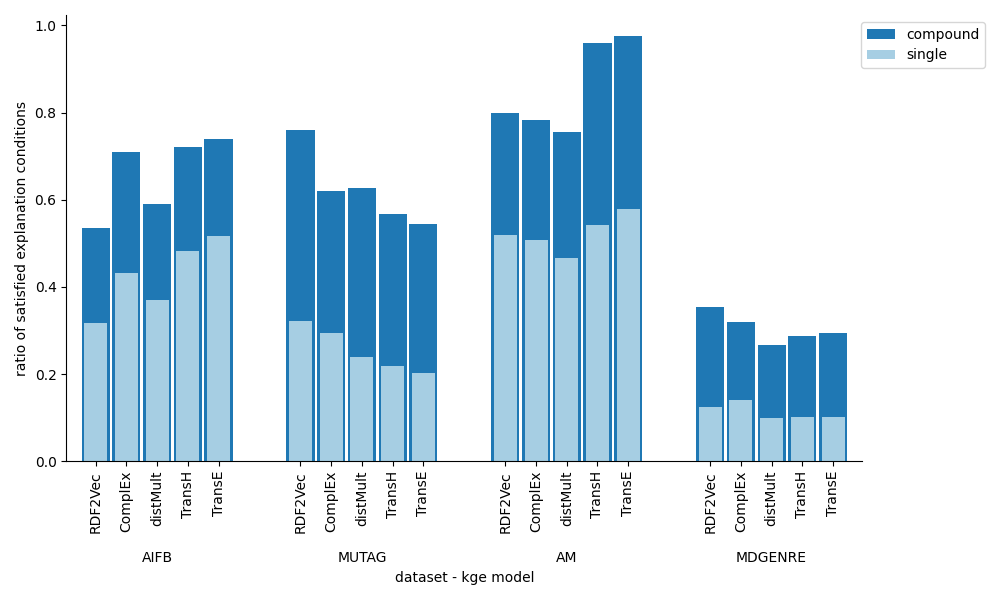 compound
single
ratio of satisfied explanation conditions
1.0
0.8
0.6
0.4
0.2
0.0
RDF2Vec
ComplEx
distMult
TransH
TransE
RDF2Vec
ComplEx
distMult
TransH
TransE
RDF2Vec
ComplEx
distMult
TransH
TransE
RDF2Vec
ComplEx
distMult
TransH
TransE
AIFB
MUTAG
AM
MDGENRE
dataset - kge model